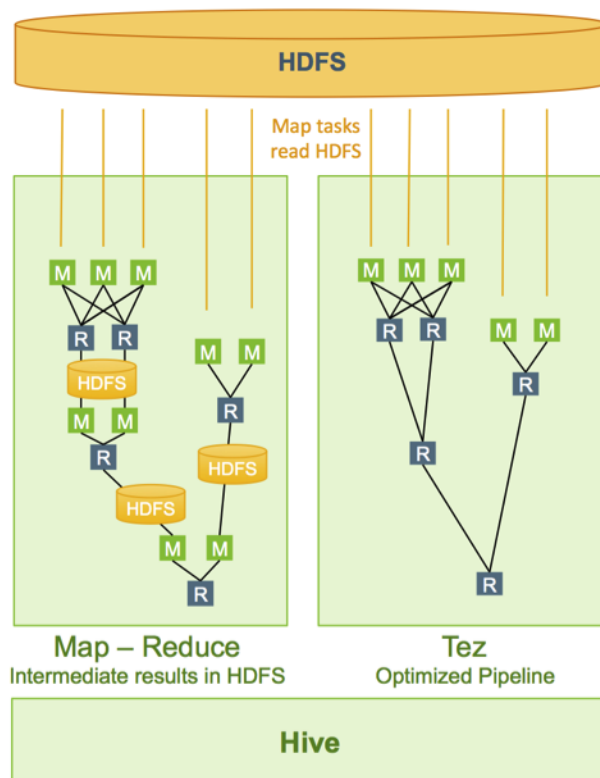 HDFS
Map tasks
read HDFS
M M M
R R
HDFS
M M
R
HDFS
M M
R
HDFS
M M
R
M M M
R R
R
M M
R
R
Map – Reduce
Intermediate results in HDFS
Tez
Optimized Pipeline
Hive